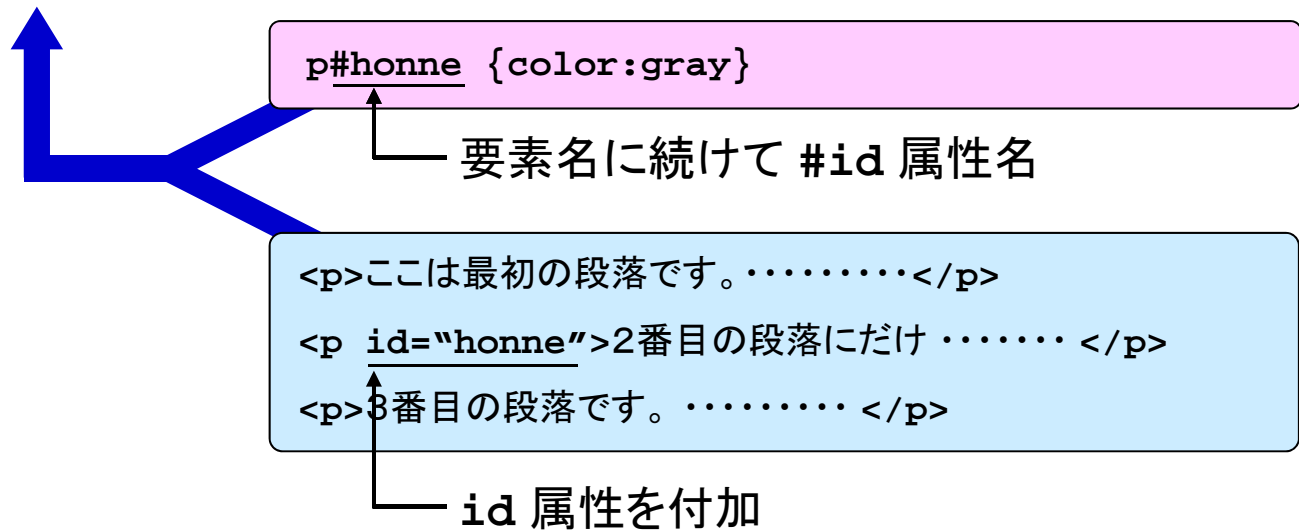 p#honne {color:gray}
要素名に続けて #id 属性名
<p>ここは最初の段落です。・・・・・・・・・</p>
<p id=“honne”>２番目の段落にだけ ・・・・・・・ </p>
<p>3番目の段落です。 ・・・・・・・・・ </p>
id 属性を付加